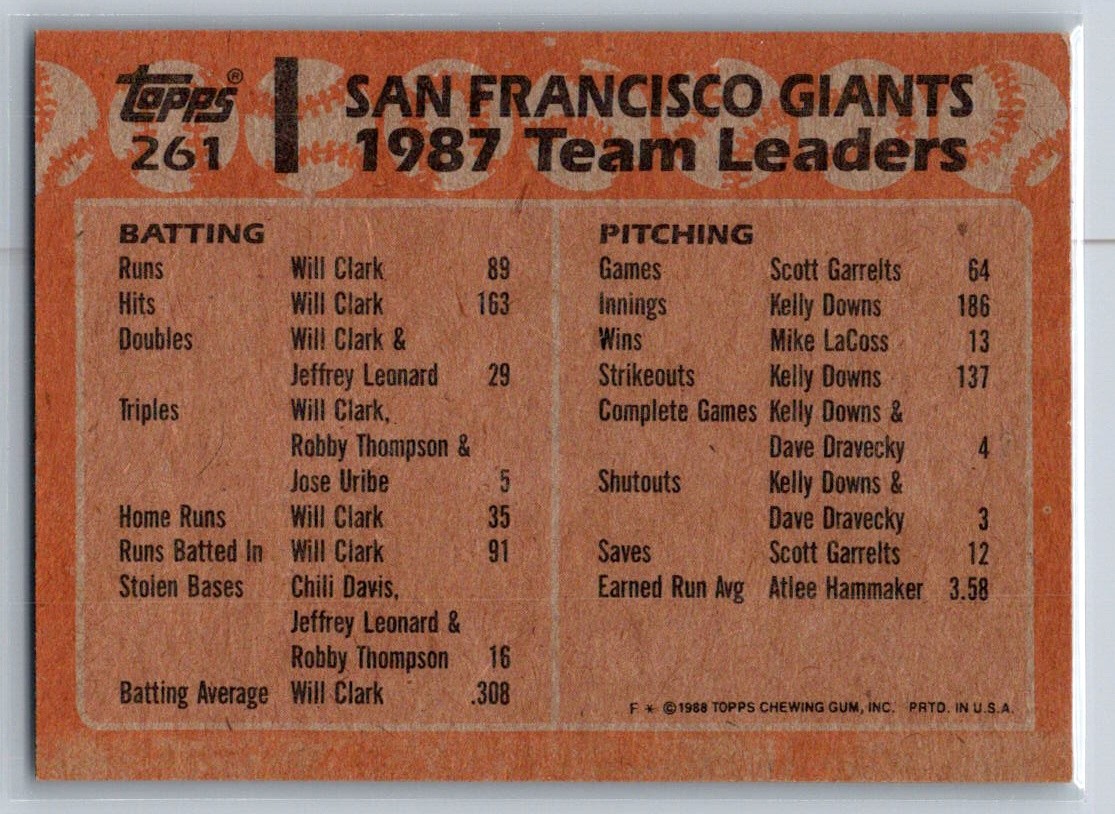 topps®
261
SAN FRANCISCO GIANTS
1987 Team Leaders
BATTING
Runs Will Clark 89
Hits Will Clark 163
Doubles Will Clark &
Jeffrey Leonard 29
Triples Will Clark,
Robby Thompson &
Jose Uribe 5
Home Runs Will Clark 35
Runs Batted In Will Clark 91
Stolen Bases Chili Davis,
Jeffrey Leonard &
Robby Thompson 16
Batting Average Will Clark .308
PITCHING
Games Scott Garrelts 64
Innings Kelly Downs 186
Wins Mike LaCoss 13
Strikeouts Kelly Downs 137
Complete Games Kelly Downs &
Dave Dravecky 4
Shutouts Kelly Downs &
Dave Dravecky 3
Saves Scott Garrelts 12
Earned Run Avg Atlee Hammaker 3.58
F * ©1988 TOPPS CHEWING GUM, INC. PRTD. IN U.S.A.